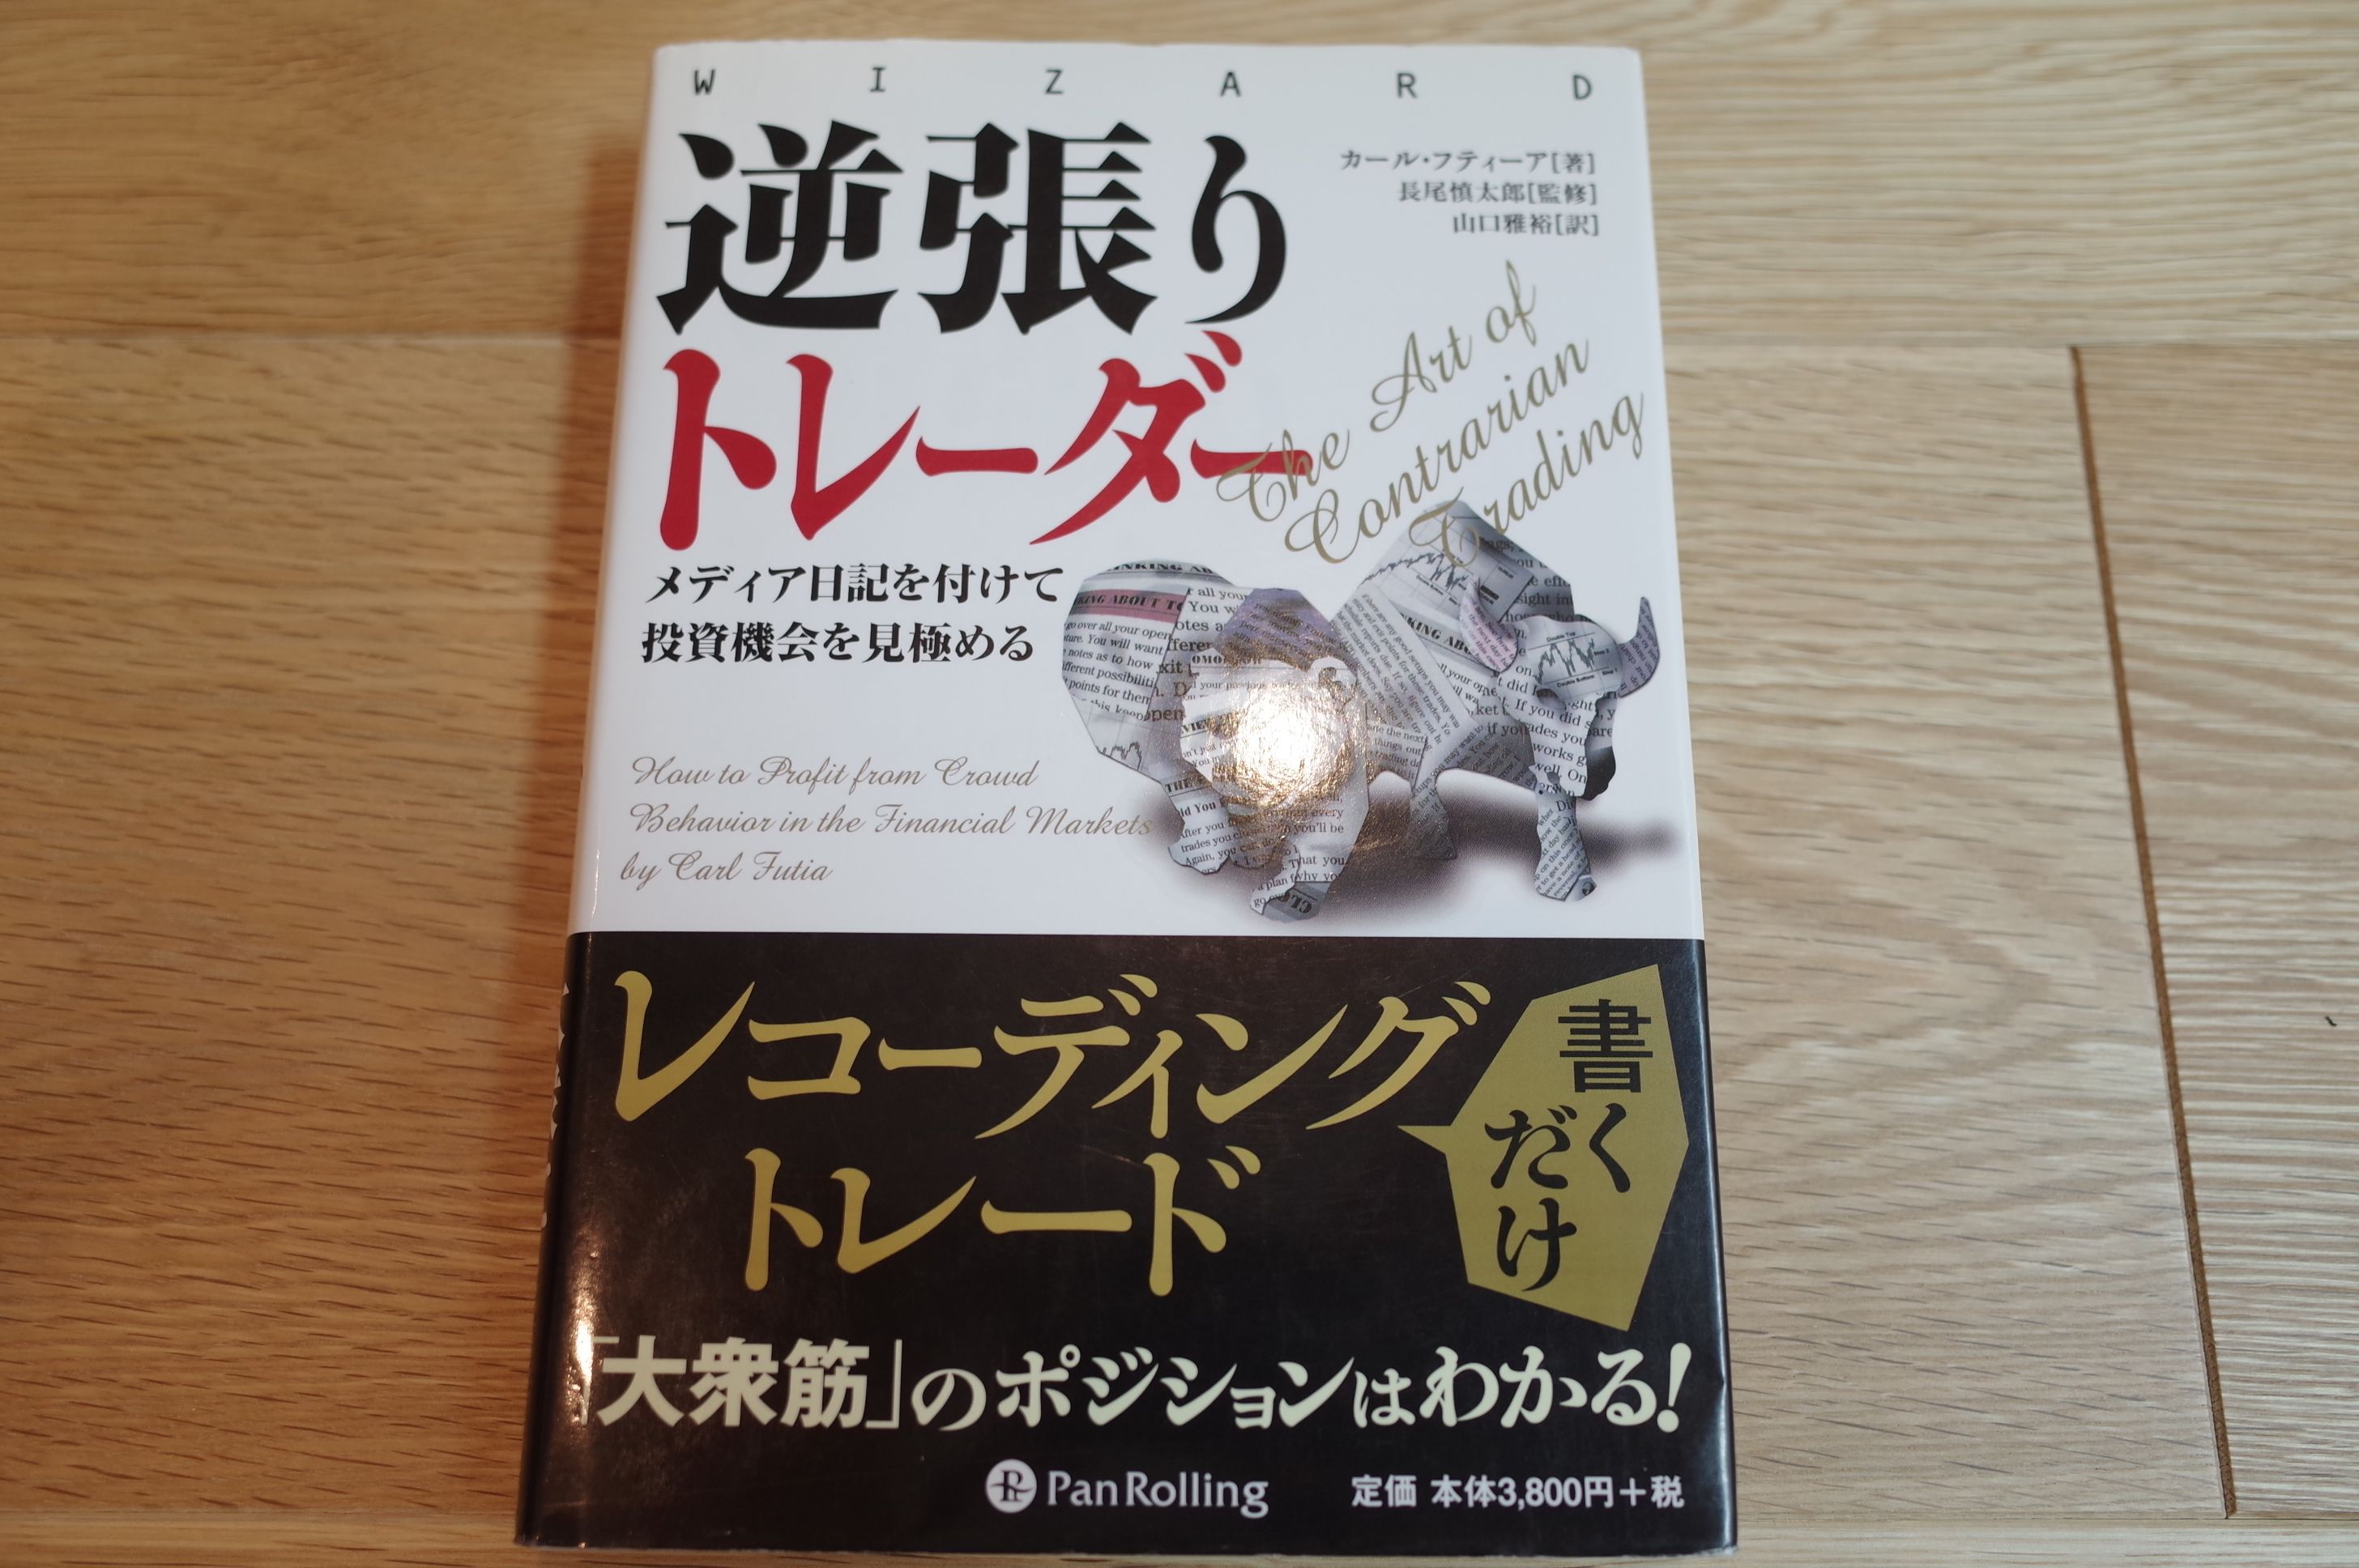 WIZARD
逆張り
トレーダー
カール・フティーア[著]
長尾慎太郎[監修]
山口雅裕[訳]
The Art of
Contrarian
Trading
メディア日記を付けて
投資機会を見極める
How to Profit from Crowd
Behavior in the Financial Markets
by Carl Futia
レコーディング
トレード
書く
だけ
「大衆筋」のポジションはわかる!
PanRolling
定価 本体3,800円+税